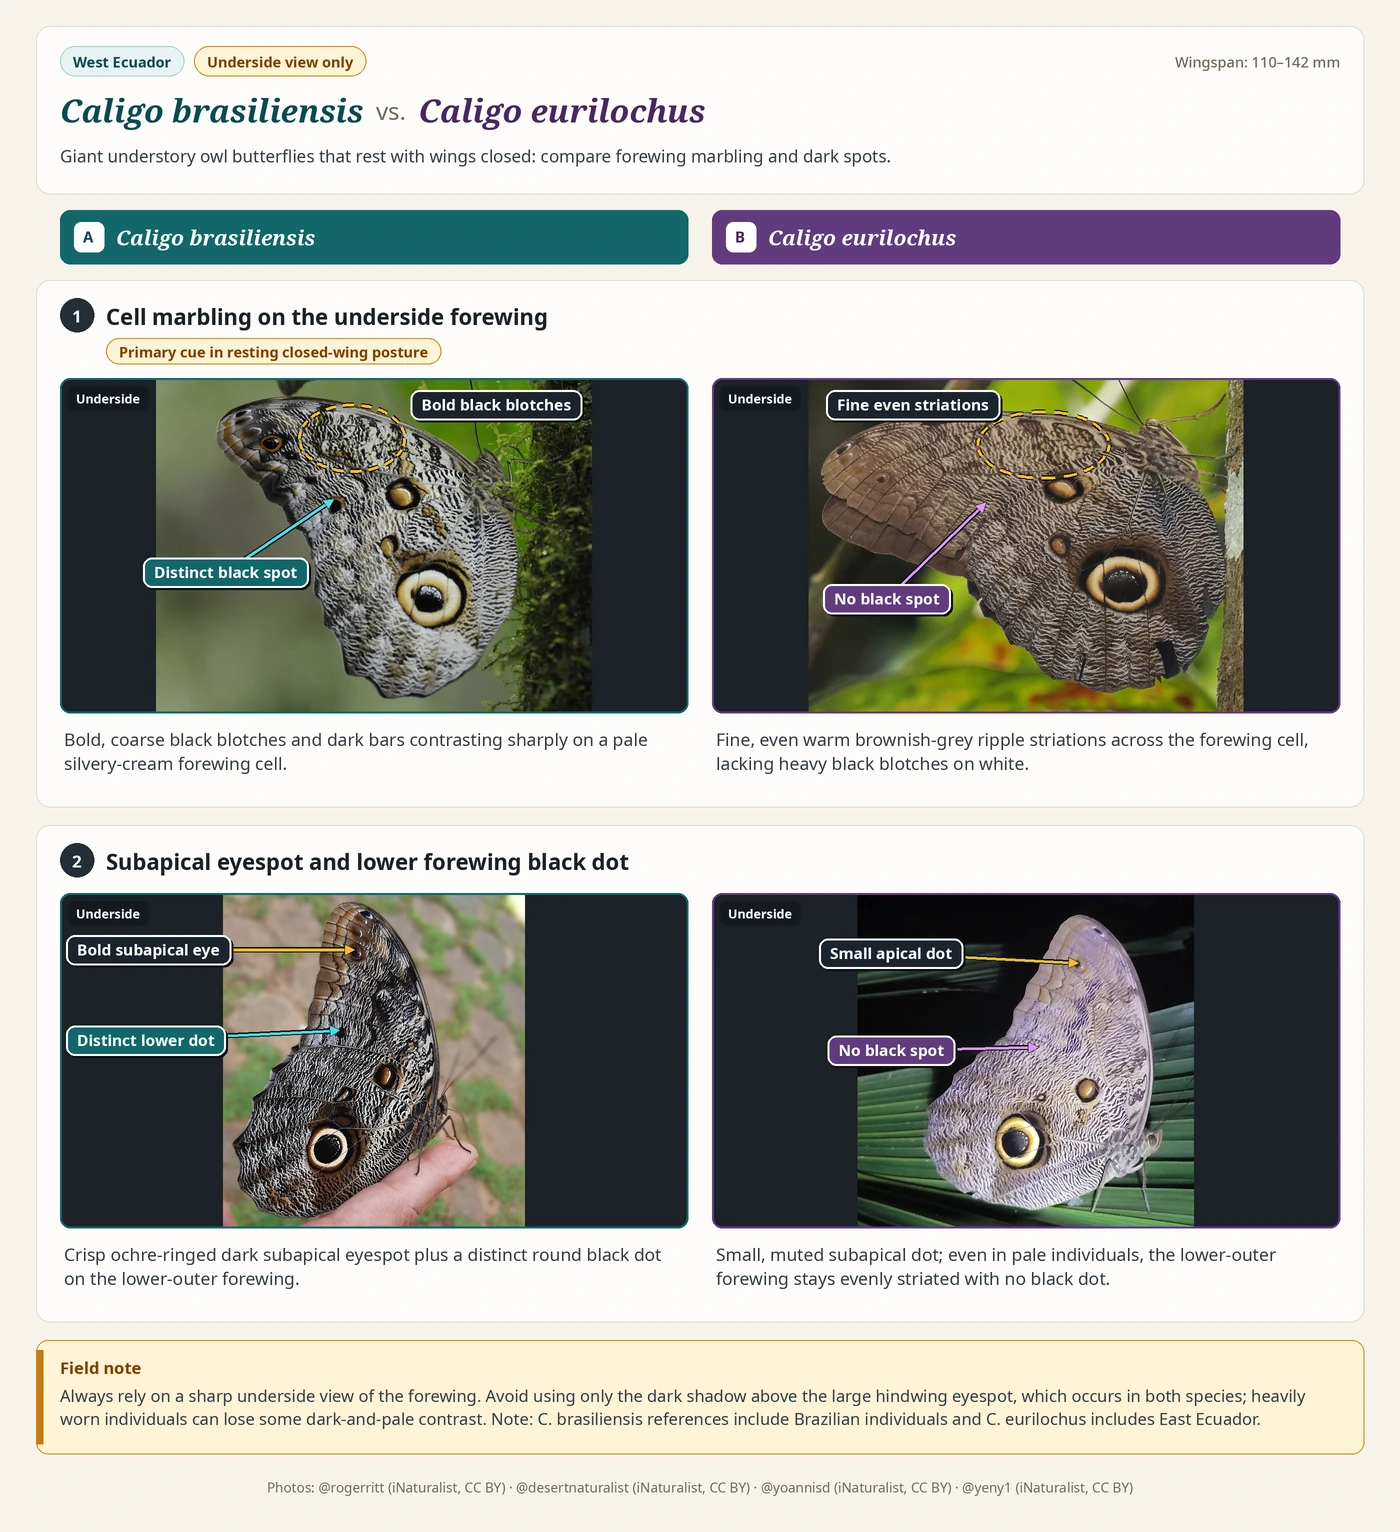 West Ecuador
Underside view only
Wingspan: 110–142 mm
Caligo brasiliensis vs. Caligo eurilochus
Giant understory owl butterflies that rest with wings closed: compare forewing marbling and dark spots.
A Caligo brasiliensis
B Caligo eurilochus
1 Cell marbling on the underside forewing
Primary cue in resting closed-wing posture
Underside
Bold black blotches
Distinct black spot
Underside
Fine even striations
No black spot
Bold, coarse black blotches and dark bars contrasting sharply on a pale
silvery-cream forewing cell.
Fine, even warm brownish-grey ripple striations across the forewing cell,
lacking heavy black blotches on white.
2 Subapical eyespot and lower forewing black dot
Underside
Bold subapical eye
Distinct lower dot
Underside
Small apical dot
No black spot
Crisp ochre-ringed dark subapical eyespot plus a distinct round black dot
on the lower-outer forewing.
Small, muted subapical dot; even in pale individuals, the lower-outer
forewing stays evenly striated with no black dot.
Field note
Always rely on a sharp underside view of the forewing. Avoid using only the dark shadow above the large hindwing eyespot, which occurs in both species; heavily
worn individuals can lose some dark-and-pale contrast. Note: C. brasiliensis references include Brazilian individuals and C. eurilochus includes East Ecuador.
Photos: @rogerritt (iNaturalist, CC BY) · @desertnaturalist (iNaturalist, CC BY) · @yoannisd (iNaturalist, CC BY) · @yeny1 (iNaturalist, CC BY)